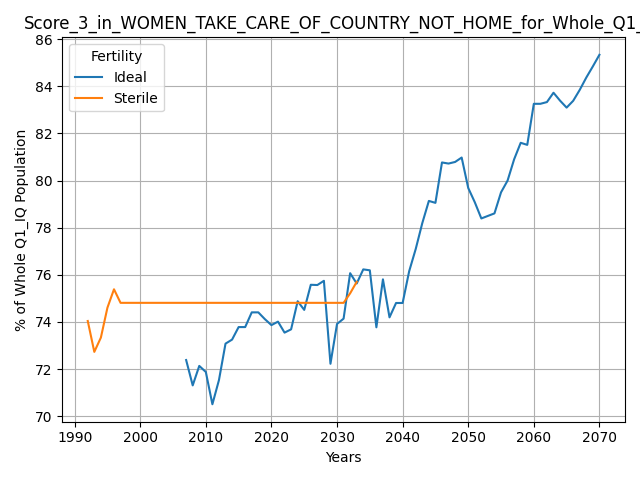 Score_3_in_WOMEN_TAKE_CARE_OF_COUNTRY_NOT_HOME_for_Whole_Q1_
Fertility
Ideal
Sterile
% of Whole Q1_IQ Population
86
84
82
80
78
76
74
72
70
1990 2000 2010 2020 2030 2040 2050 2060 2070
Years